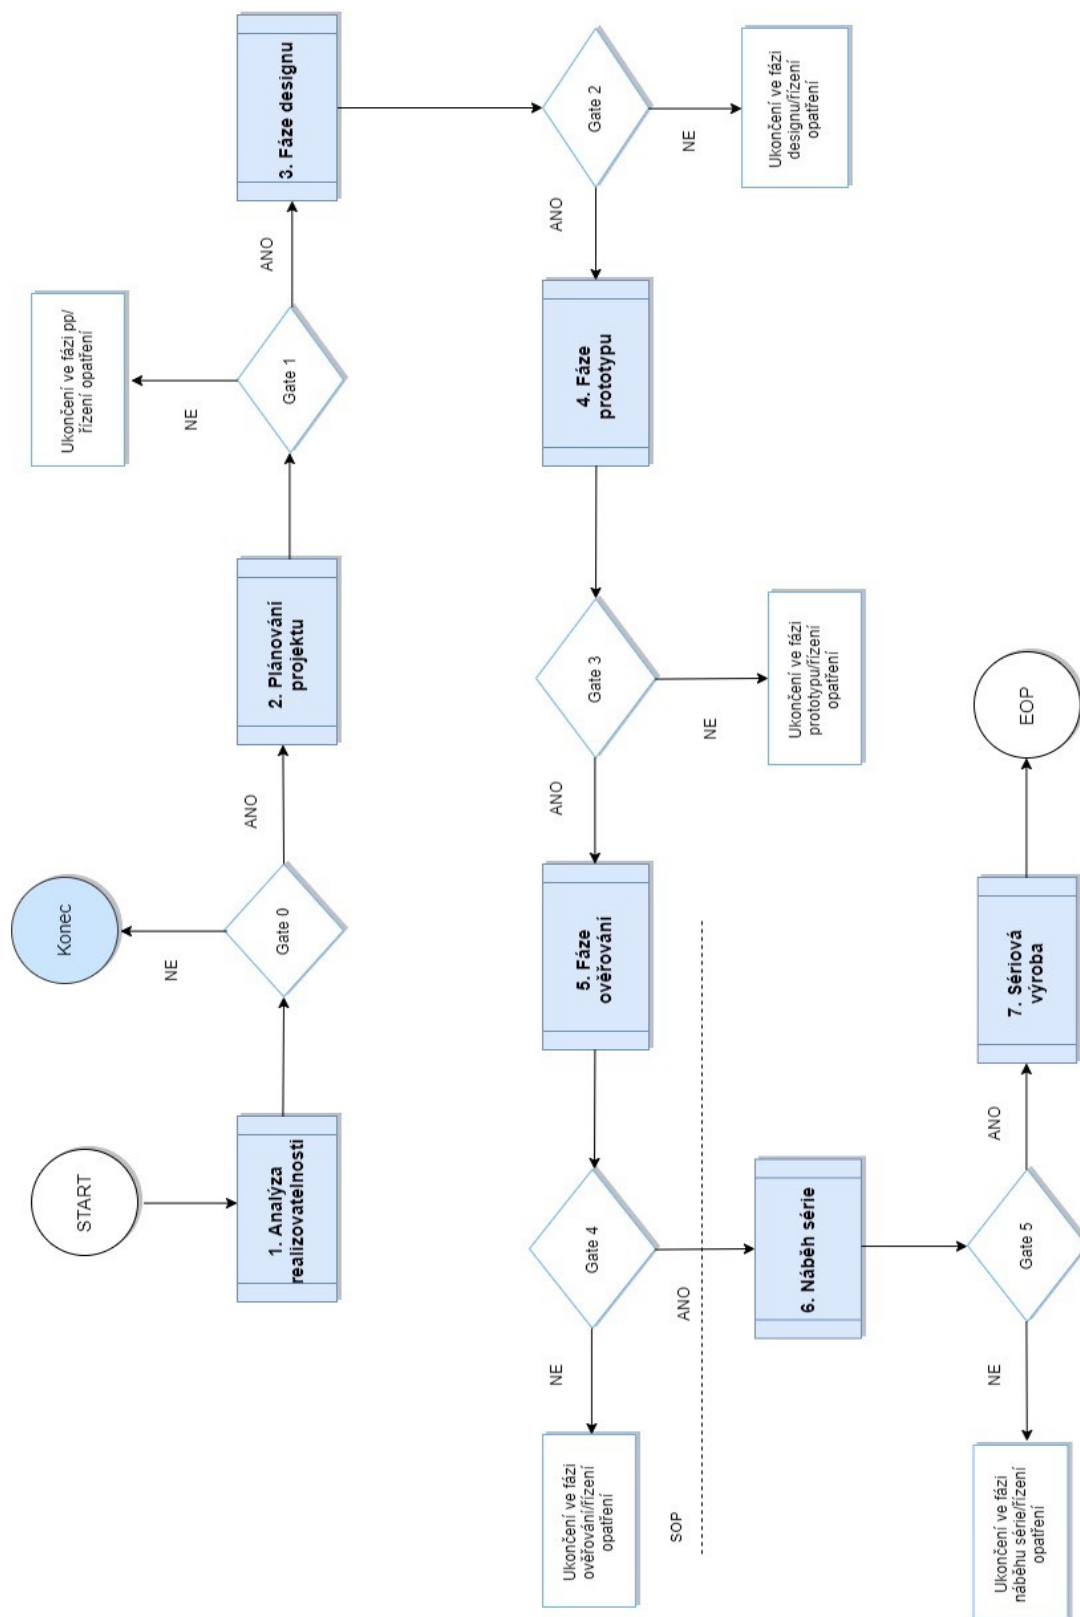 START
1. Analýza
realizovatelnosti
Gate 0
NE
Konec
ANO
2. Plánování
projektu
Gate 1
NE
Ukončení ve fázi pp/
řízení opatření
ANO
3. Fáze designu
Gate 2
NE
Ukončení ve fázi
designu/řízení
opatření
ANO
4. Fáze
prototypu
Gate 3
NE
Ukončení ve fázi
prototypu/řízení
opatření
ANO
5. Fáze
ověřování
Gate 4
NE
Ukončení ve fázi
ověřování/řízení
opatření
ANO
SOP
6. Náběh série
Gate 5
NE
Ukončení ve fázi
náběhu série/řízení
opatření
ANO
7. Sériová
výroba
EOP